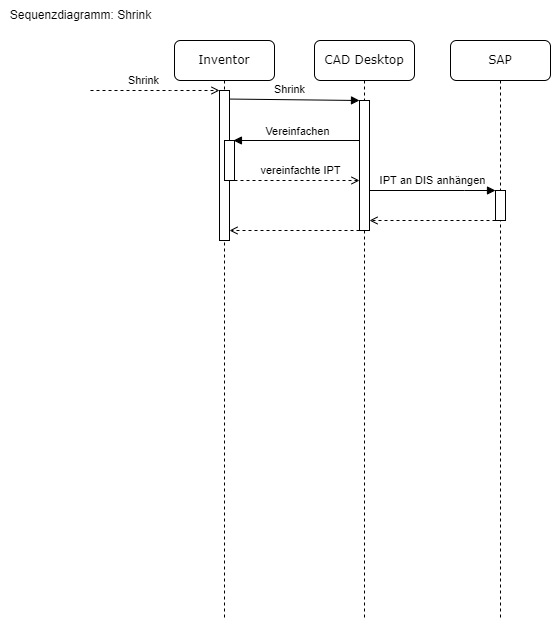 Sequenzdiagramm: Shrink
Inventor
CAD Desktop
SAP
Shrink
Shrink
Vereinfachen
vereinfachte IPT
IPT an DIS anhängen